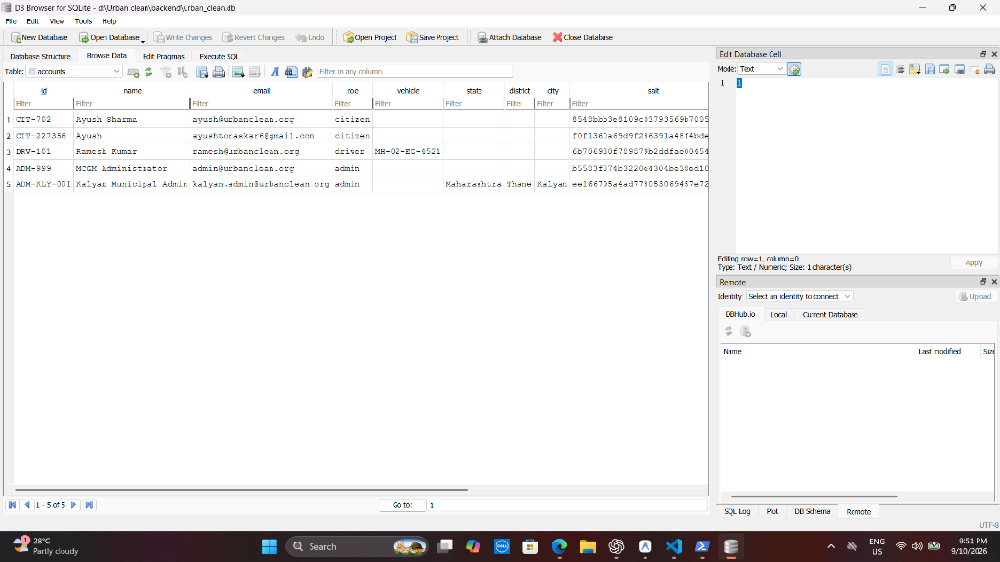 DB Browser for SQLite - d:\Urban clean\backend\urban_clean.db
File Edit View Tools Help
New Database Open Database Write Changes Revert Changes Undo Open Project Save Project Attach Database Close Database
Database Structure Browse Data Edit Pragmas Execute SQL
Table: accounts Filter in any column
id name email role vehicle state district city salt
Filter Filter Filter Filter Filter Filter Filter Filter Filter
1 CIT-702 Ayush Sharma ayush@urbanclean.org citizen
2 CIT-227356 Ayush ayushtoraskar6@gmail.com citizen
3 DRV-101 Ramesh Kumar ramesh@urbanclean.org driver MH-02-EG-4521
4 ADM-999 MCGM Administrator admin@urbanclean.org admin
5 ADM-KLY-001 Kalyan Municipal Admin kalyan.admin@urbanclean.org admin Maharashtra Thane Kalyan
1 - 5 of 5 Go to: 1
Edit Database Cell
Mode: Text
1 1
Editing row=1, column=0
Type: Text / Numeric; Size: 1 character(s)
Apply
Remote
Identity Select an identity to connect Upload
DBHub.io Local Current Database
Name Last modified Size
SQL Log Plot DB Schema Remote
UTF-8
1
28°C
Partly cloudy
Search
DELL
ENG
US
9:51 PM
9/10/2026